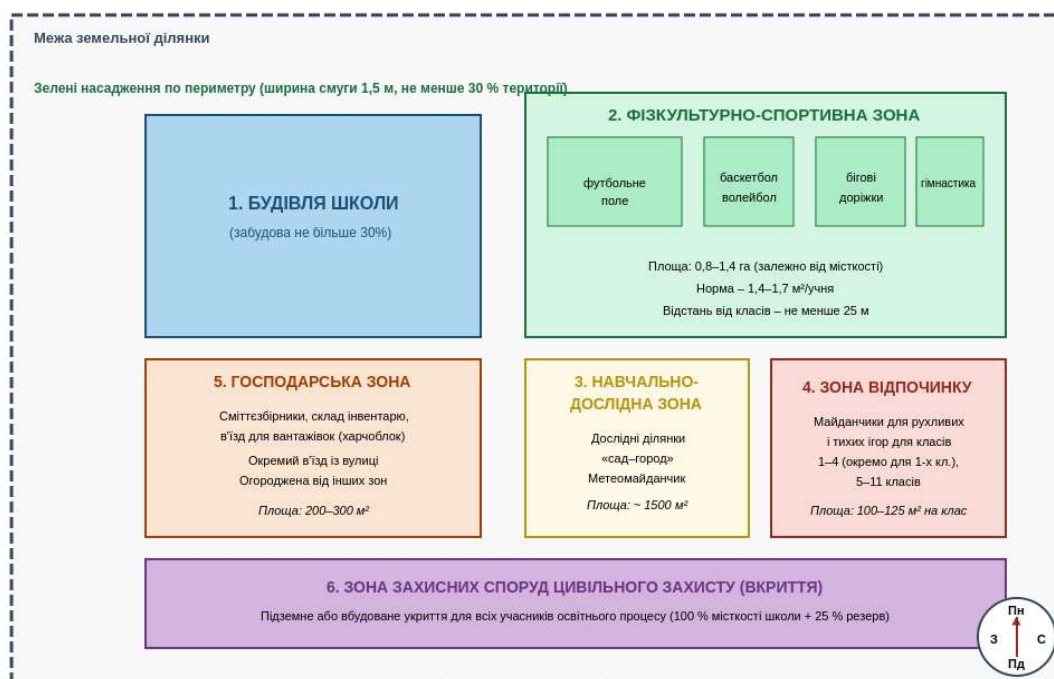 Межа земельної ділянки
Зелені насадження по периметру (ширина смуги 1,5 м, не менше 30 % території)
1. БУДІВЛЯ ШКОЛИ
(забудова не більше 30%)
2. ФІЗКУЛЬТУРНО-СПОРТИВНА ЗОНА
футбольне
поле
баскетбол
волейбол
бігові
доріжки
гімнастика
Площа: 0,8–1,4 га (залежно від місткості)
Норма – 1,4–1,7 м²/учня
Відстань від класів – не менше 25 м
5. ГОСПОДАРСЬКА ЗОНА
Сміттєзбірники, склад інвентарю,
в'їзд для вантажівок (харчоблок)
Окремий в'їзд із вулиці
Огороджена від інших зон
Площа: 200–300 м²
3. НАВЧАЛЬНО-
ДОСЛІДНА ЗОНА
Дослідні ділянки
«сад–город»
Метеомайданчик
Площа: ~ 1500 м²
4. ЗОНА ВІДПОЧИНКУ
Майданчики для рухливих
і тихих ігор для класів
1–4 (окремо для 1-х кл.),
5–11 класів
Площа: 100–125 м² на клас
6. ЗОНА ЗАХИСНИХ СПОРУД ЦИВІЛЬНОГО ЗАХИСТУ (ВКРИТТЯ)
Підземне або вбудоване укриття для всіх учасників освітнього процесу (100 % місткості школи + 25 % резерв)
Пн
З С
Пд